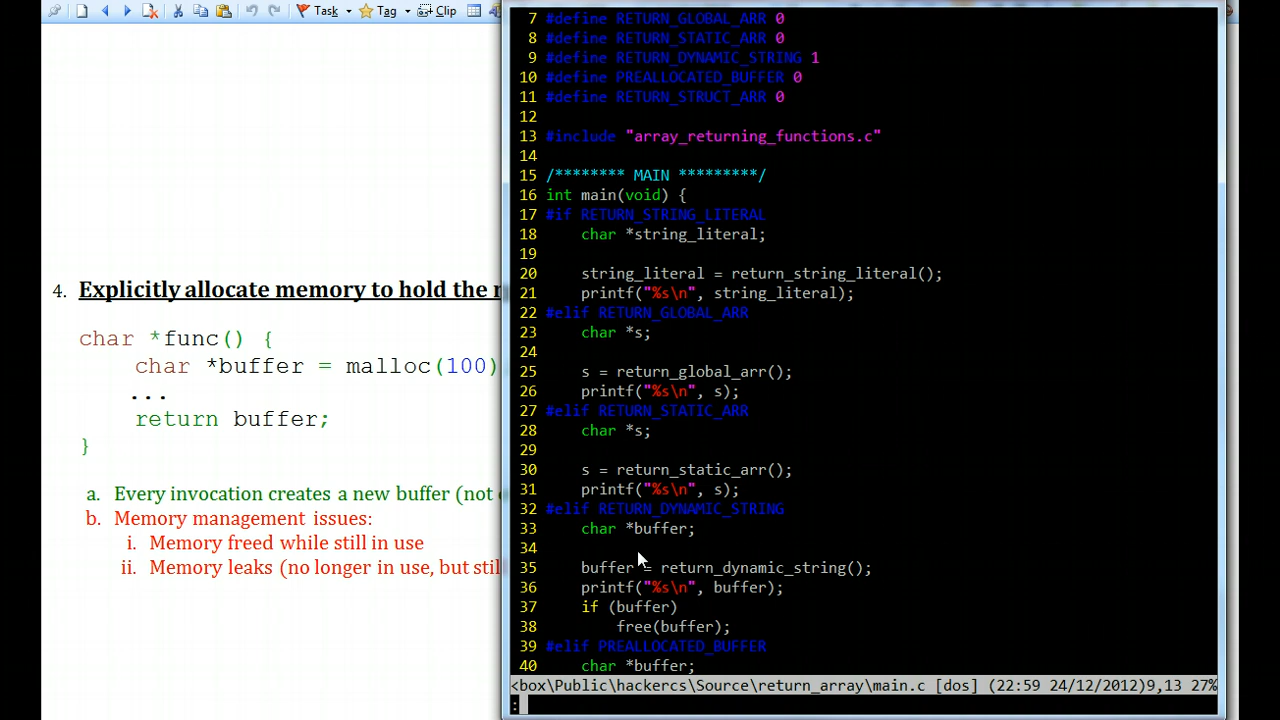 Task Tag Clip
4. Explicitly allocate memory to hold the
char *func() {
char *buffer = malloc(100)
...
return buffer;
}
a. Every invocation creates a new buffer (not
b. Memory management issues:
i. Memory freed while still in use
ii. Memory leaks (no longer in use, but still
7 #define RETURN_GLOBAL_ARR 0
8 #define RETURN_STATIC_ARR 0
9 #define RETURN_DYNAMIC_STRING 1
10 #define PREALLOCATED_BUFFER 0
11 #define RETURN_STRUCT_ARR 0
12
13 #include "array_returning_functions.c"
14
15 /******** MAIN *********/
16 int main(void) {
17 #if RETURN_STRING_LITERAL
18 char *string_literal;
19
20 string_literal = return_string_literal();
21 printf("%s\n", string_literal);
22 #elif RETURN_GLOBAL_ARR
23 char *s;
24
25 s = return_global_arr();
26 printf("%s\n", s);
27 #elif RETURN_STATIC_ARR
28 char *s;
29
30 s = return_static_arr();
31 printf("%s\n", s);
32 #elif RETURN_DYNAMIC_STRING
33 char *buffer;
34
35 buffer = return_dynamic_string();
36 printf("%s\n", buffer);
37 if (buffer)
38 free(buffer);
39 #elif PREALLOCATED_BUFFER
40 char *buffer;
<box\Public\hackercs\Source\return_array\main.c [dos] (22:59 24/12/2012)9,13 27%
: